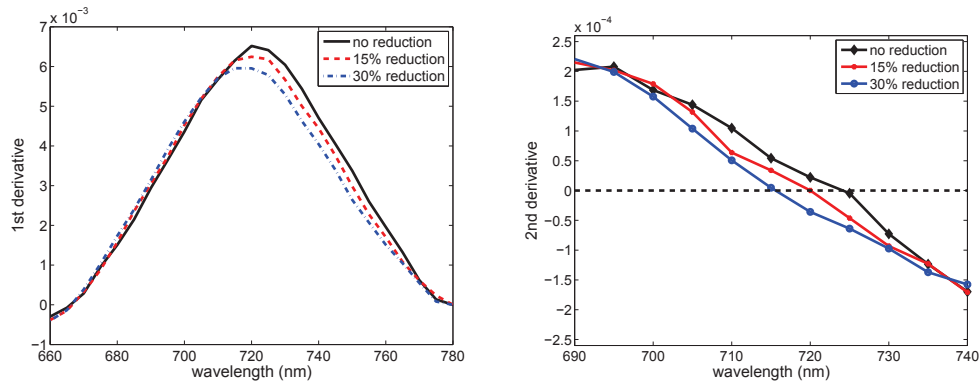 x 10⁻³
7
6
5
4
3
2
1
0
−1
1st derivative
660
680
700
720
740
760
780
wavelength (nm)
no reduction
15% reduction
30% reduction
x 10⁻⁴
2.5
2
1.5
1
0.5
0
−0.5
−1
−1.5
−2
−2.5
2nd derivative
690
700
710
720
730
740
wavelength (nm)
no reduction
15% reduction
30% reduction